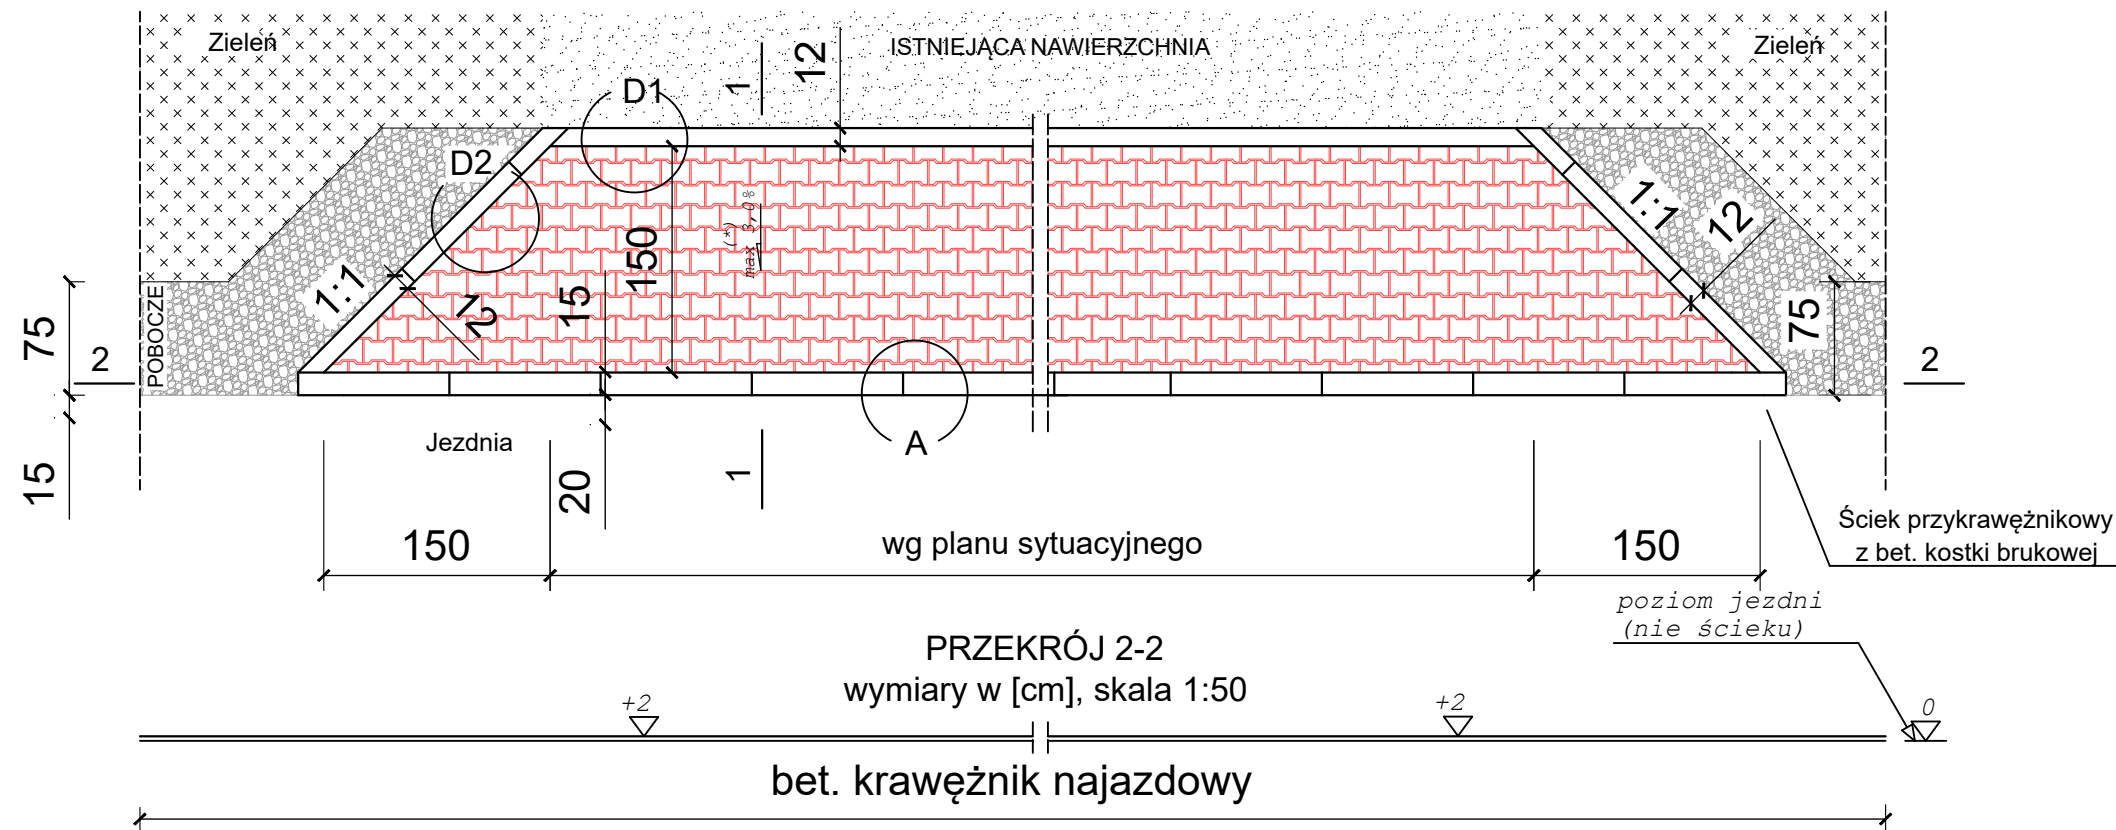 Zieleń
ISTNIEJĄCA NAWIERZCHNIA
Zieleń
12
1
D1
D2
1:1
12
1:1
12
(*)
max 3,0%
150
15
75
POBOCZE
2
75
2
15
Jezdnia
A
1
20
150
wg planu sytuacyjnego
150
Ściek przykrawężnikowy
z bet. kostki brukowej
poziom jezdni
(nie ścieku)
PRZEKRÓJ 2-2
wymiary w [cm], skala 1:50
+2
+2
0
bet. krawężnik najazdowy